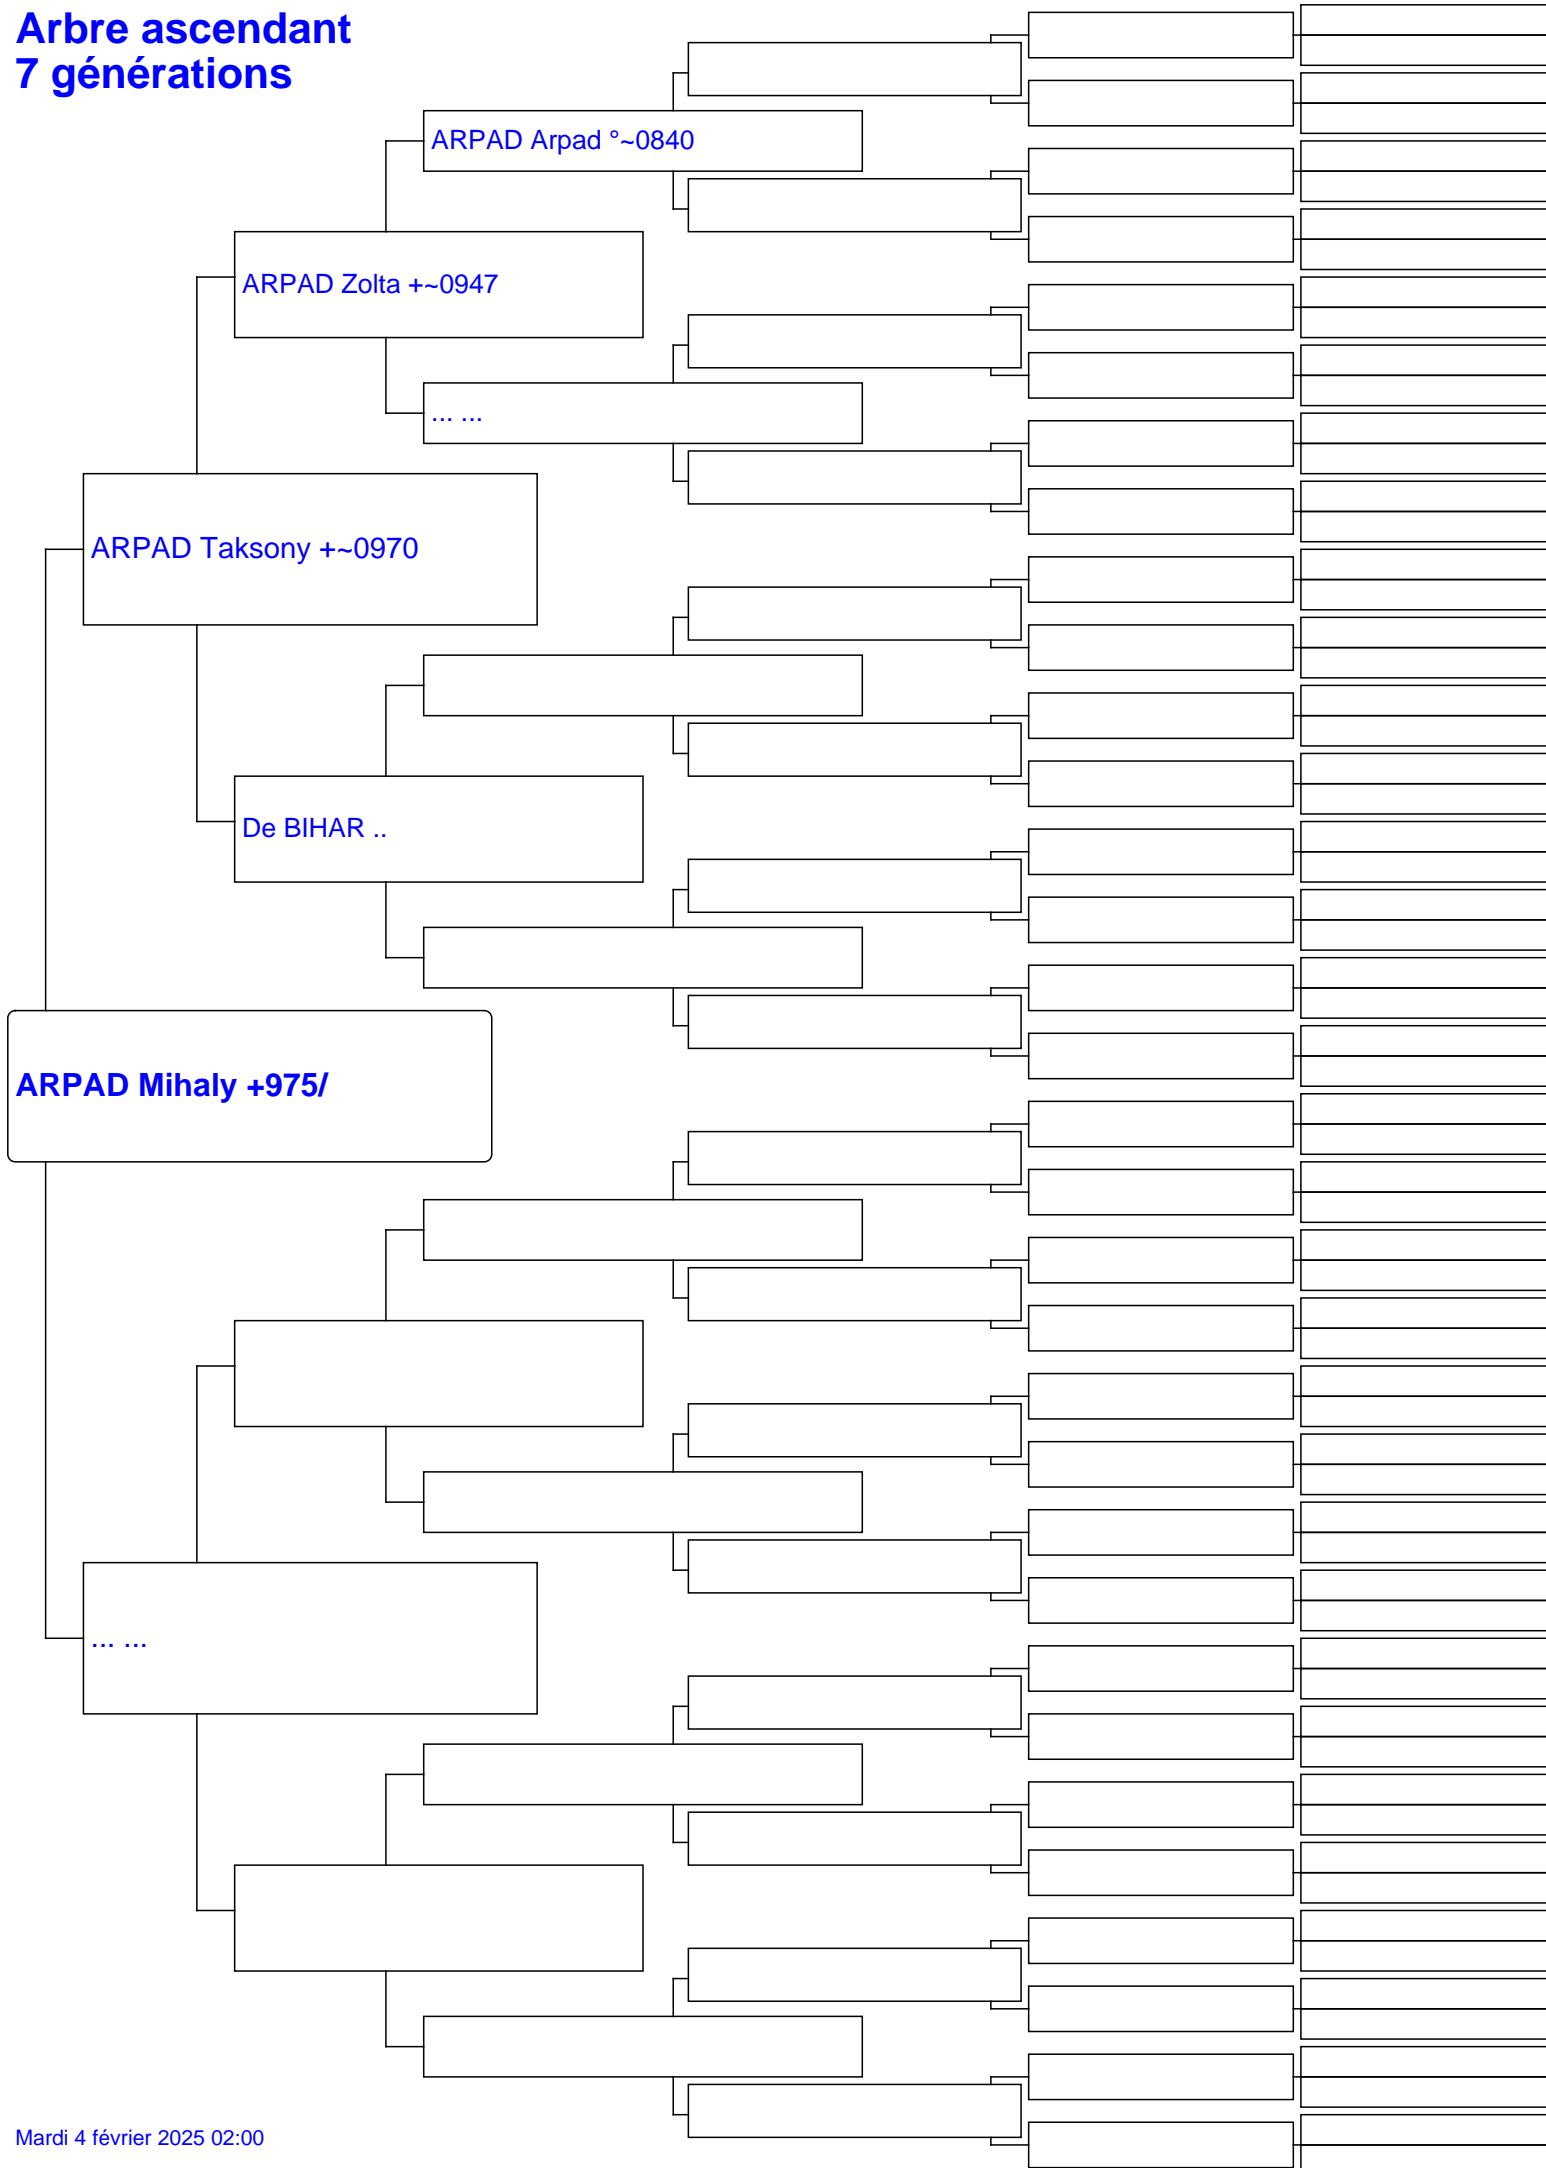 Arbre ascendant
7 générations
ARPAD Arpad °~0840
ARPAD Zolta +~0947
... ...
ARPAD Taksony +~0970
De BIHAR ..
ARPAD Mihaly +975/
... ...
Mardi 4 février 2025 02:00